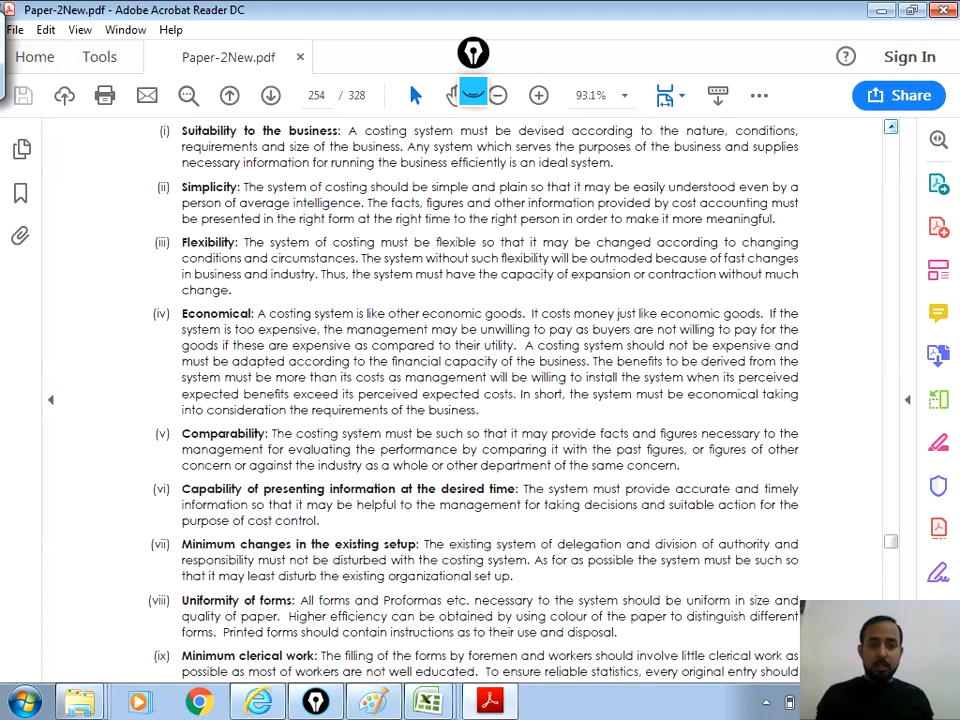 Paper-2New.pdf - Adobe Acrobat Reader DC
File Edit View Window Help
Home Tools Paper-2New.pdf × Sign In
254 / 328 93.1% Share
(i) Suitability to the business: A costing system must be devised according to the nature, conditions,
requirements and size of the business. Any system which serves the purposes of the business and supplies
necessary information for running the business efficiently is an ideal system.
(ii) Simplicity: The system of costing should be simple and plain so that it may be easily understood even by a
person of average intelligence. The facts, figures and other information provided by cost accounting must
be presented in the right form at the right time to the right person in order to make it more meaningful.
(iii) Flexibility: The system of costing must be flexible so that it may be changed according to changing
conditions and circumstances. The system without such flexibility will be outmoded because of fast changes
in business and industry. Thus, the system must have the capacity of expansion or contraction without much
change.
(iv) Economical: A costing system is like other economic goods. It costs money just like economic goods. If the
system is too expensive, the management may be unwilling to pay as buyers are not willing to pay for the
goods if these are expensive as compared to their utility. A costing system should not be expensive and
must be adapted according to the financial capacity of the business. The benefits to be derived from the
system must be more than its costs as management will be willing to install the system when its perceived
expected benefits exceed its perceived expected costs. In short, the system must be economical taking
into consideration the requirements of the business.
(v) Comparability: The costing system must be such so that it may provide facts and figures necessary to the
management for evaluating the performance by comparing it with the past figures, or figures of other
concern or against the industry as a whole or other department of the same concern.
(vi) Capability of presenting information at the desired time: The system must provide accurate and timely
information so that it may be helpful to the management for taking decisions and suitable action for the
purpose of cost control.
(vii) Minimum changes in the existing setup: The existing system of delegation and division of authority and
responsibility must not be disturbed with the costing system. As for as possible the system must be such so
that it may least disturb the existing organizational set up.
(viii) Uniformity of forms: All forms and Proformas etc. necessary to the system should be uniform in size and
quality of paper. Higher efficiency can be obtained by using colour of the paper to distinguish different
forms. Printed forms should contain instructions as to their use and disposal.
(ix) Minimum clerical work: The filling of the forms by foremen and workers should involve little clerical work as
possible as most of workers are not well educated. To ensure reliable statistics, every original entry should